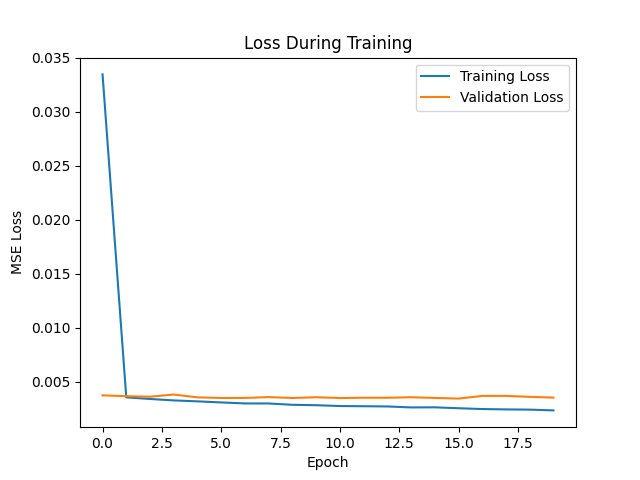 Loss During Training
0.035
0.030
0.025
0.020
0.015
0.010
0.005
MSE Loss
Training Loss
Validation Loss
0.0 2.5 5.0 7.5 10.0 12.5 15.0 17.5
Epoch